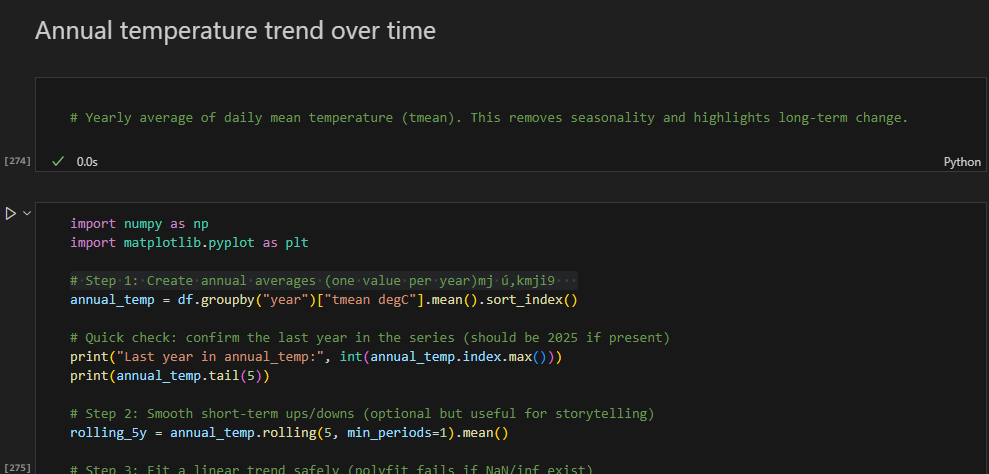 Annual temperature trend over time
# Yearly average of daily mean temperature (tmean). This removes seasonality and highlights long-term change.
[274] 0.0s Python
import numpy as np
import matplotlib.pyplot as plt
# Step 1: Create annual averages (one value per year)mj ú,kmji9
annual_temp = df.groupby("year")["tmean degC"].mean().sort_index()
# Quick check: confirm the last year in the series (should be 2025 if present)
print("Last year in annual_temp:", int(annual_temp.index.max()))
print(annual_temp.tail(5))
# Step 2: Smooth short-term ups/downs (optional but useful for storytelling)
rolling_5y = annual_temp.rolling(5, min_periods=1).mean()
[275] # Step 3: Fit a linear trend safely (polyfit fails if NaN/inf exist)